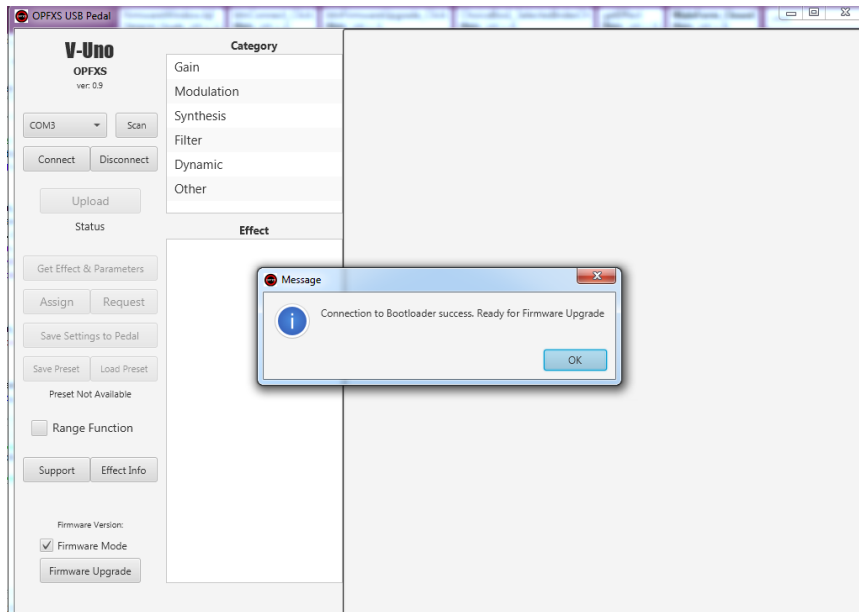 OPFXS USB Pedal
V-Uno
OPFXS
ver: 0.9
COM3
Scan
Connect
Disconnect
Upload
Status
Get Effect & Parameters
Assign
Request
Save Settings to Pedal
Save Preset
Load Preset
Preset Not Available
Range Function
Support
Effect Info
Firmware Version:
Firmware Mode
Firmware Upgrade
Category
Gain
Modulation
Synthesis
Filter
Dynamic
Other
Effect
Message
Connection to Bootloader success. Ready for Firmware Upgrade
OK